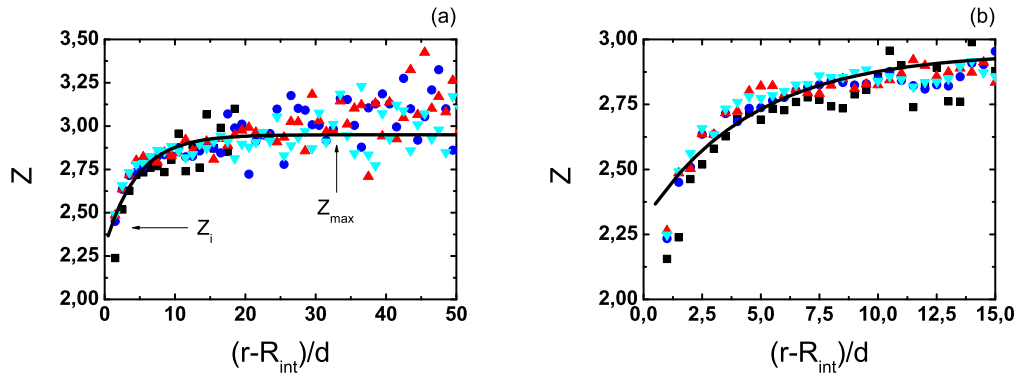 (a)
3,50
3,25
3,00
2,75
2,50
2,25
2,00
Z
Z_i
Z_max
0 10 20 30 40 50
(r-R_int)/d
(b)
3,00
2,75
2,50
2,25
2,00
Z
0,0 2,5 5,0 7,5 10,0 12,5 15,0
(r-R_int)/d